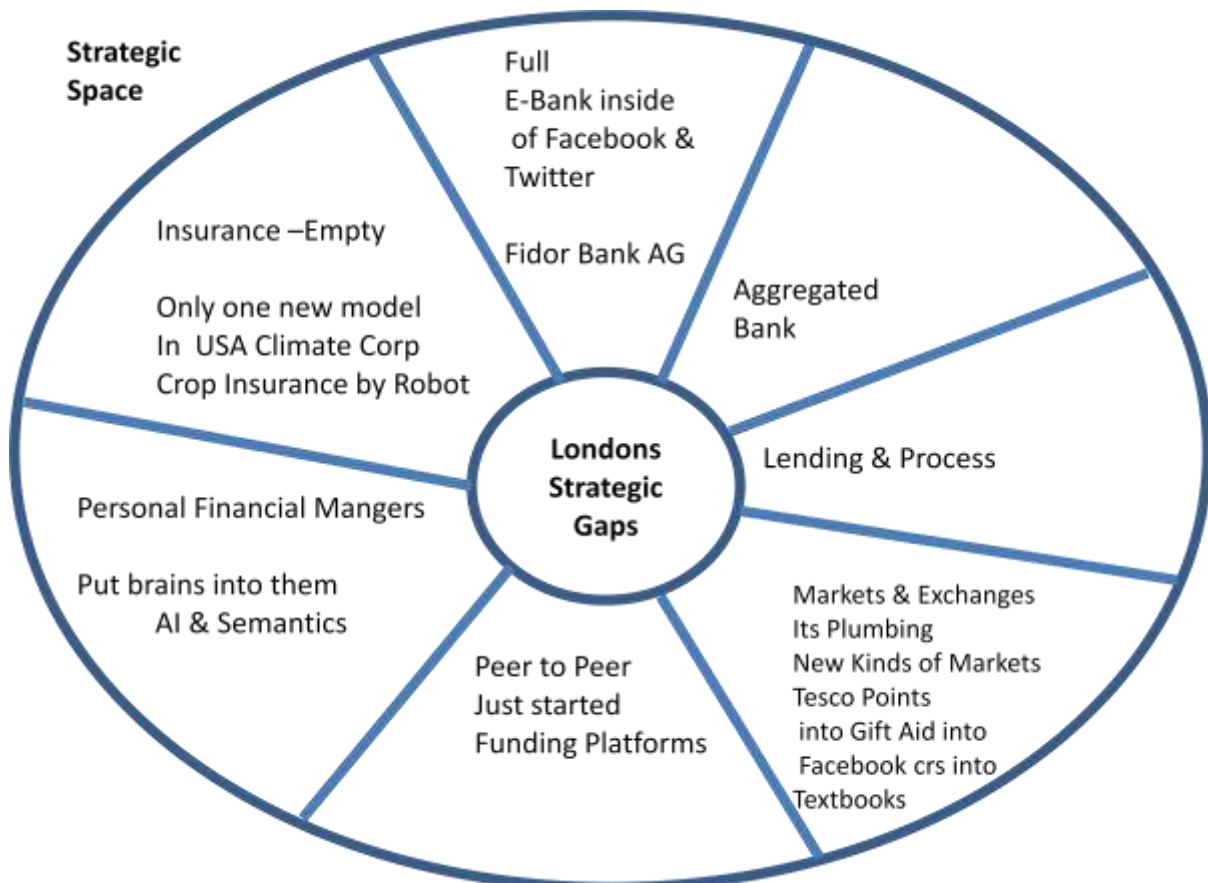 Strategic
Space
Full
E-Bank inside
of Facebook &
Twitter
Fidor Bank AG
Aggregated
Bank
Lending & Process
Markets & Exchanges
Its Plumbing
New Kinds of Markets
Tesco Points
into Gift Aid into
Facebook crs into
Textbooks
Peer to Peer
Just started
Funding Platforms
Personal Financial Mangers
Put brains into them
AI & Semantics
Insurance –Empty
Only one new model
In USA Climate Corp
Crop Insurance by Robot
Londons
Strategic
Gaps